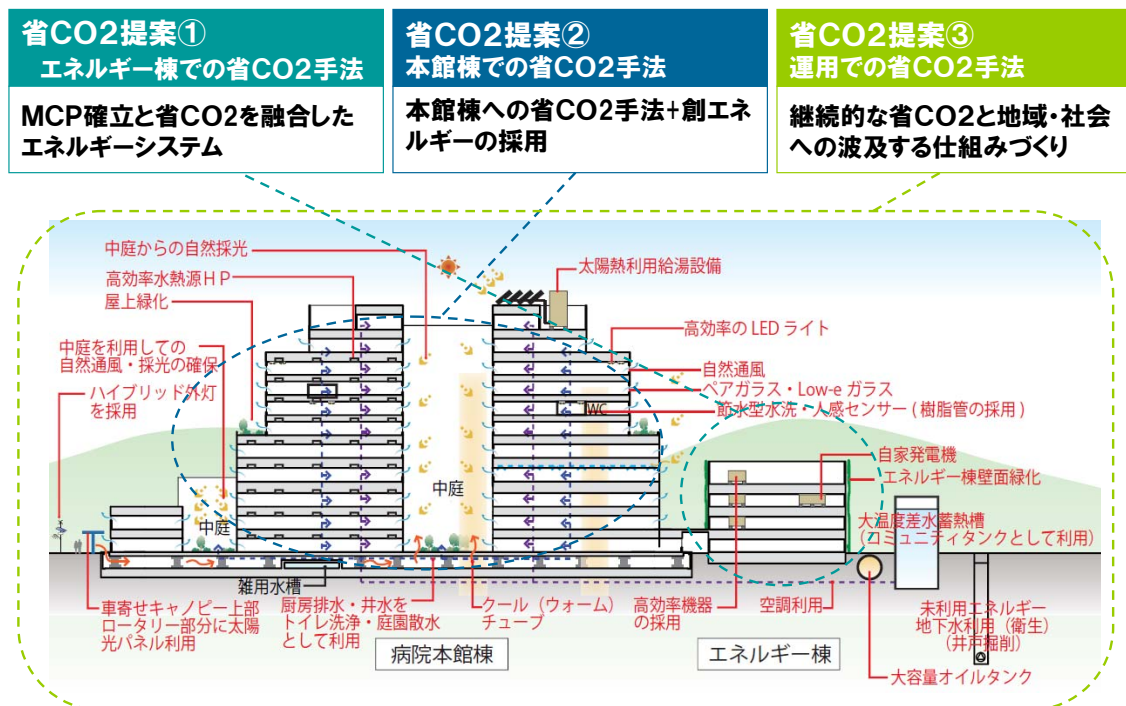 省CO2提案①
エネルギー棟での省CO2手法
MCP確立と省CO2を融合した
エネルギーシステム
省CO2提案②
本館棟での省CO2手法
本館棟への省CO2手法+創エネ
ルギーの採用
省CO2提案③
運用での省CO2手法
継続的な省CO2と地域・社会
への波及する仕組みづくり
中庭からの自然採光
高効率水熱源HP
屋上緑化
中庭を利用しての
自然通風・採光の確保
ハイブリッド外灯
を採用
太陽熱利用給湯設備
高効率の LED ライト
自然通風
ペアガラス・Low-e ガラス
WC
節水型水洗・人感センサー ( 樹脂管の採用 )
自家発電機
エネルギー棟壁面緑化
中庭
中庭
大温度差水蓄熱槽
(コミュニティタンクとして利用)
雑用水槽
車寄せキャノピー上部
ロータリー部分に太陽
光パネル利用
厨房排水・井水を
トイレ洗浄・庭園散水
として利用
クール(ウォーム)
チューブ
高効率機器
の採用
空調利用
未利用エネルギー
地下水利用(衛生)
(井戸掘削)
大容量オイルタンク
病院本館棟
エネルギー棟